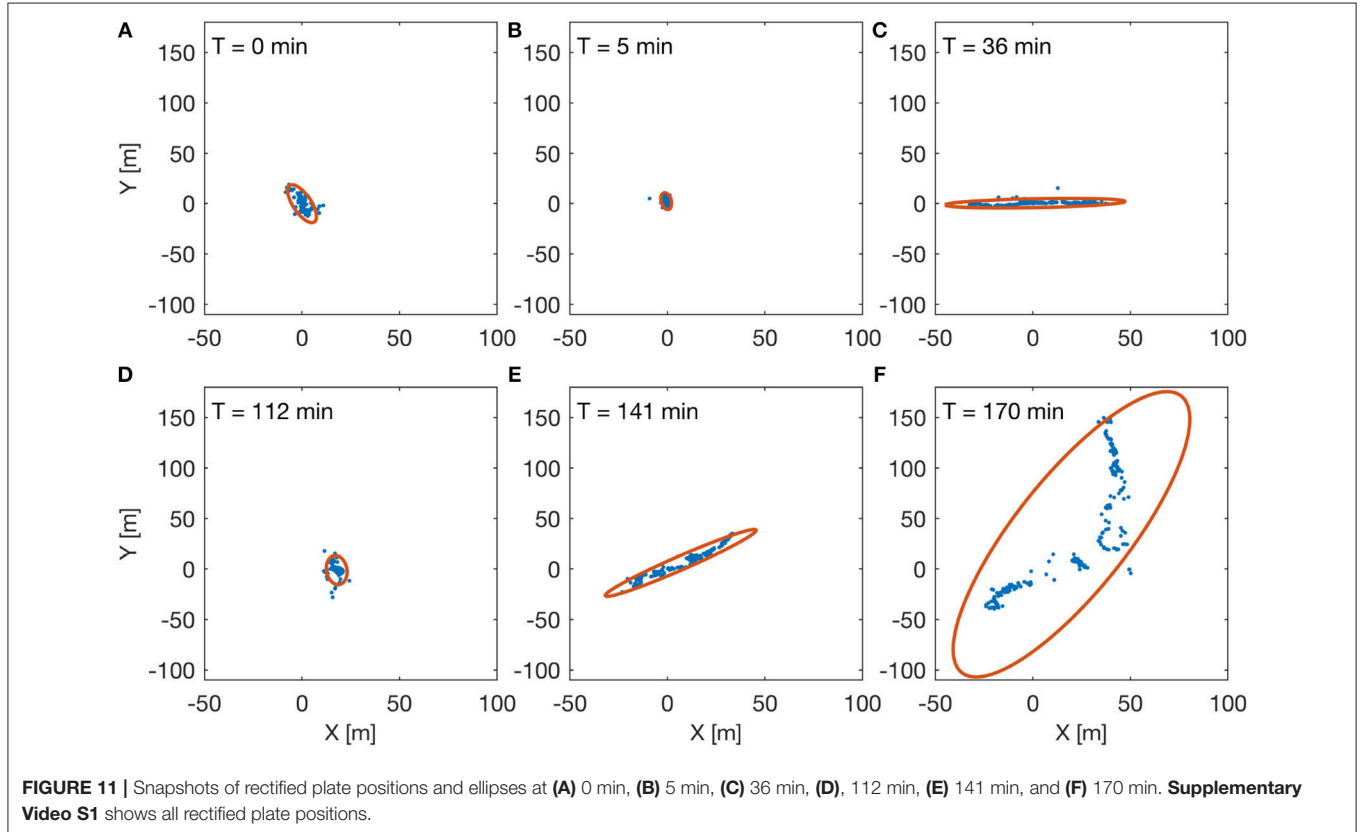 A
T = 0 min
150
100
50
0
-50
-100
Y [m]
-50 0 50 100
B
T = 5 min
150
100
50
0
-50
-100
-50 0 50 100
C
T = 36 min
150
100
50
0
-50
-100
-50 0 50 100
D
T = 112 min
150
100
50
0
-50
-100
Y [m]
-50 0 50 100
X [m]
E
T = 141 min
150
100
50
0
-50
-100
-50 0 50 100
X [m]
F
T = 170 min
150
100
50
0
-50
-100
-50 0 50 100
X [m]
FIGURE 11 | Snapshots of rectified plate positions and ellipses at (A) 0 min, (B) 5 min, (C) 36 min, (D), 112 min, (E) 141 min, and (F) 170 min. Supplementary
Video S1 shows all rectified plate positions.